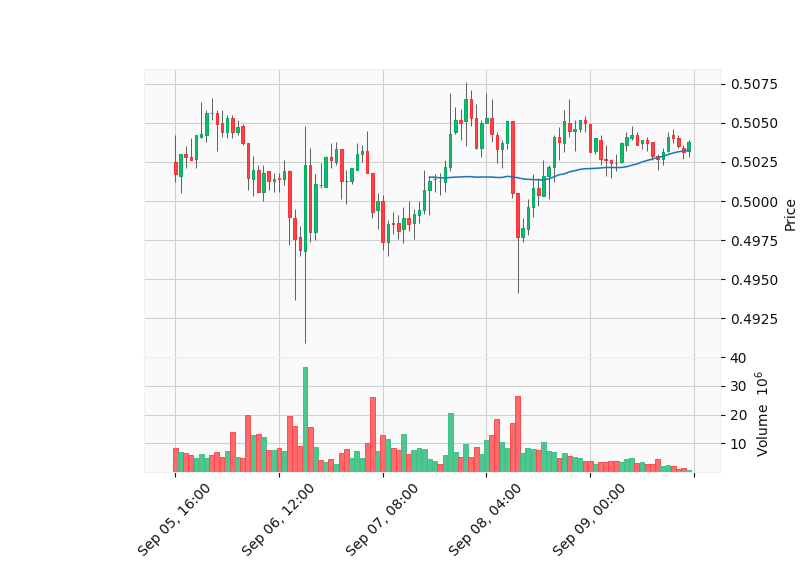 0.5075
0.5050
0.5025
0.5000
0.4975
0.4950
0.4925
Price
40
30
20
10
Volume 10^6
Sep 05, 16:00
Sep 06, 12:00
Sep 07, 08:00
Sep 08, 04:00
Sep 09, 00:00